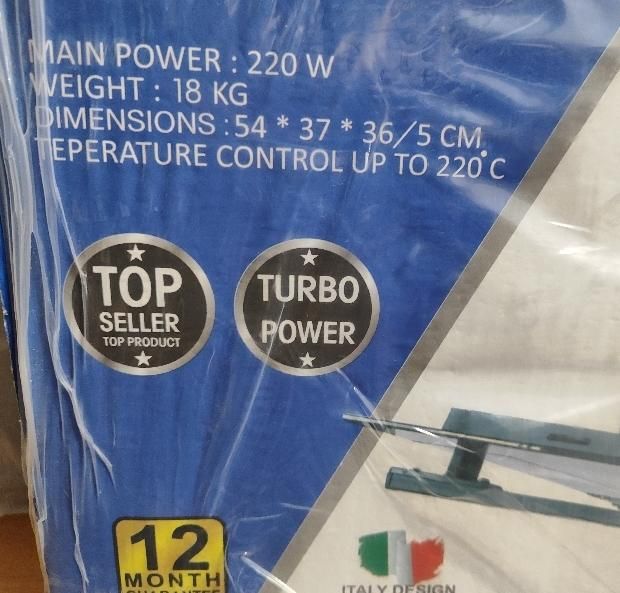 MAIN POWER : 220 W
WEIGHT : 18 KG
DIMENSIONS : 54 * 37 * 36/5 CM.
TEPERATURE CONTROL UP TO 220°C
TOP
SELLER
TOP PRODUCT
TURBO
POWER
12
MONTH
GUARANTEE
ITALY DESIGN